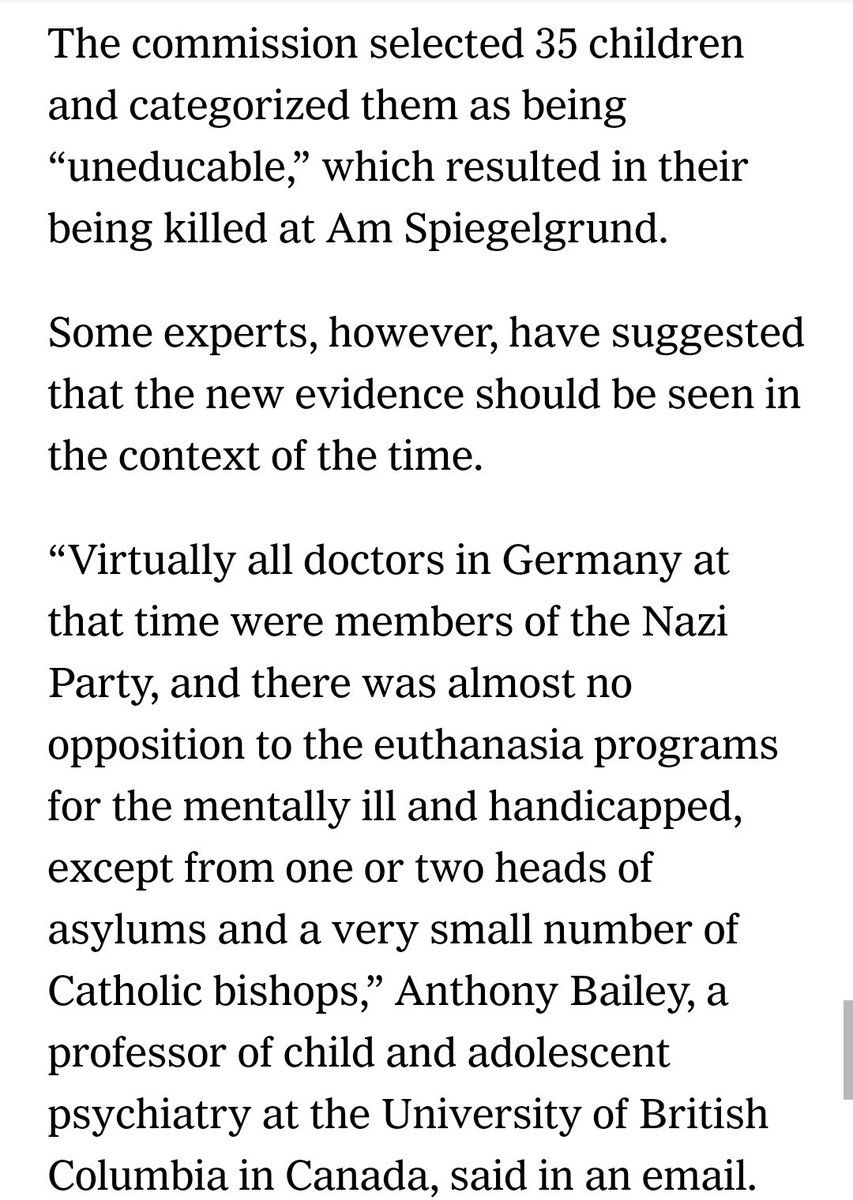 The commission selected 35 children
and categorized them as being
“uneducable,” which resulted in their
being killed at Am Spiegelgrund.
Some experts, however, have suggested
that the new evidence should be seen in
the context of the time.
“Virtually all doctors in Germany at
that time were members of the Nazi
Party, and there was almost no
opposition to the euthanasia programs
for the mentally ill and handicapped,
except from one or two heads of
asylums and a very small number of
Catholic bishops,” Anthony Bailey, a
professor of child and adolescent
psychiatry at the University of British
Columbia in Canada, said in an email.